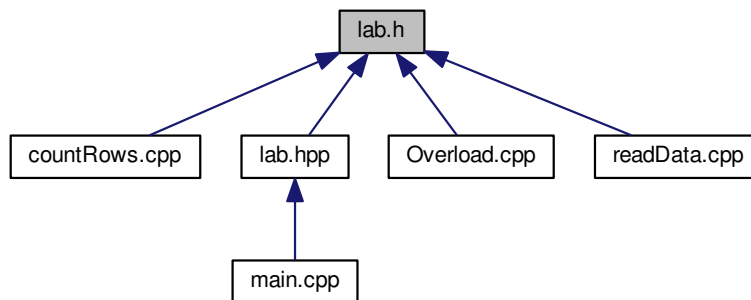 lab.h
countRows.cpp
lab.hpp
Overload.cpp
readData.cpp
main.cpp